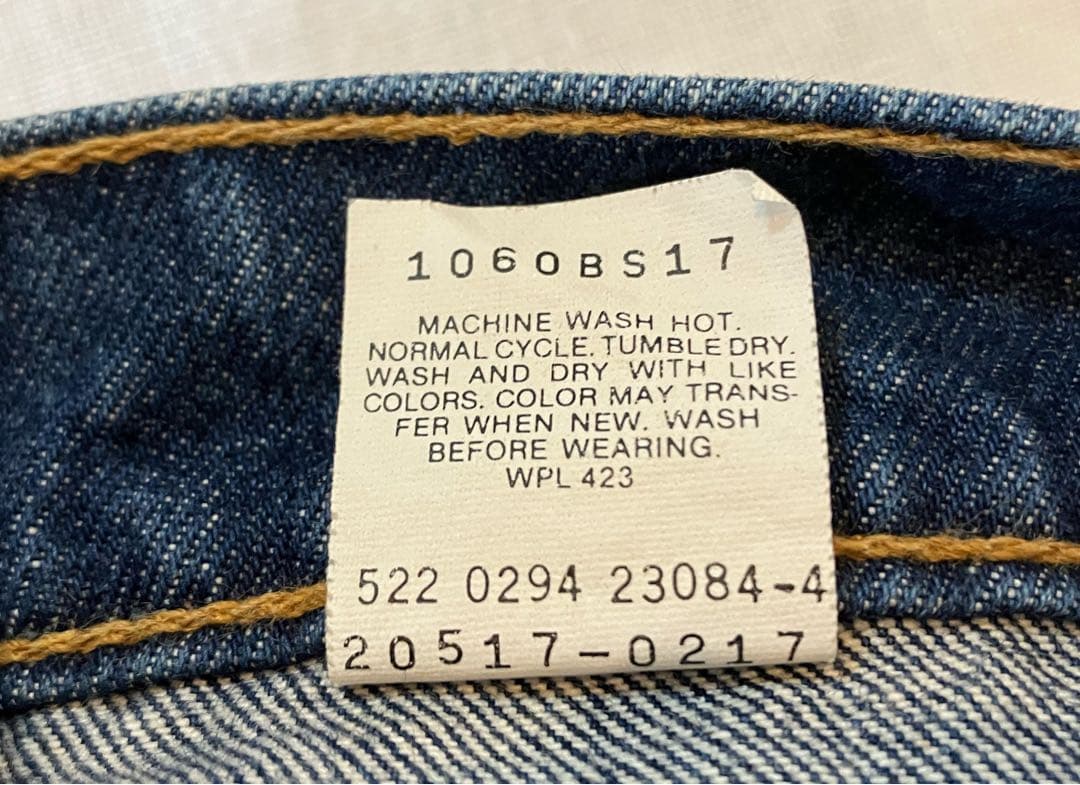 1060BS17
MACHINE WASH HOT.
NORMAL CYCLE. TUMBLE DRY.
WASH AND DRY WITH LIKE
COLORS. COLOR MAY TRANS-
FER WHEN NEW. WASH
BEFORE WEARING.
WPL 423
522 0294 23084-4
20517-0217